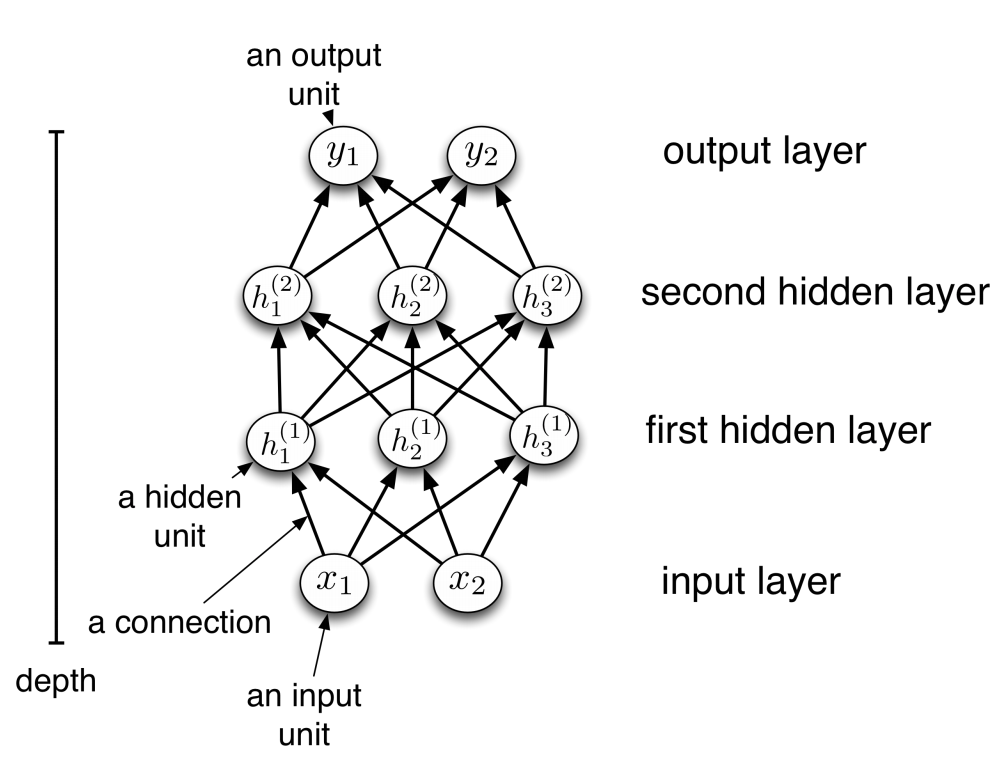 an output
unit
y₁ y₂
output layer
h₁⁽²⁾ h₂⁽²⁾ h₃⁽²⁾
second hidden layer
h₁⁽¹⁾ h₂⁽¹⁾ h₃⁽¹⁾
first hidden layer
a hidden
unit
x₁ x₂
input layer
a connection
depth
an input
unit